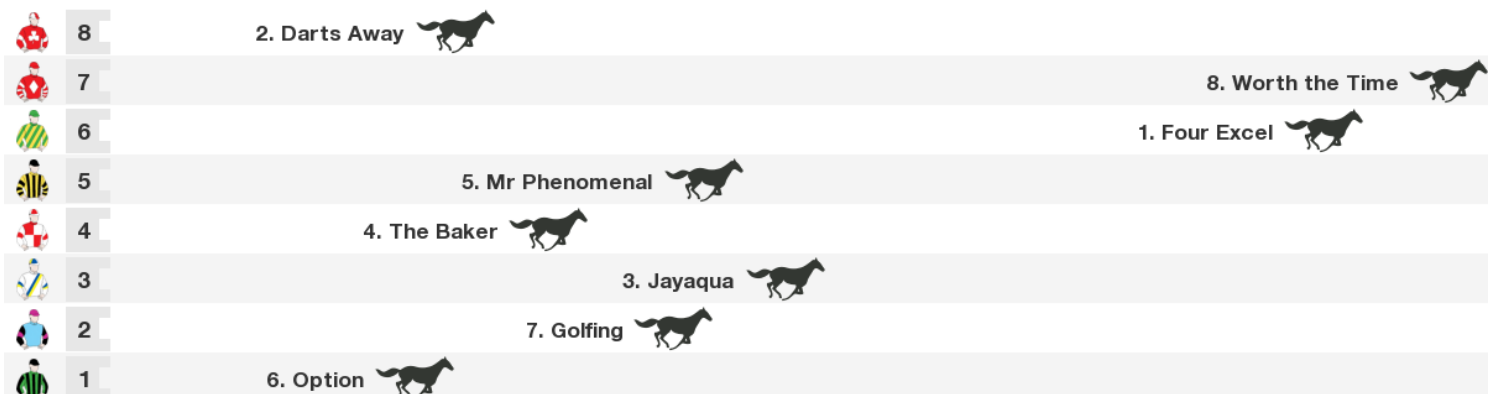 8 2. Darts Away
7 8. Worth the Time
6 1. Four Excel
5 5. Mr Phenomenal
4 4. The Baker
3 3. Jayaqua
2 7. Golfing
1 6. Option